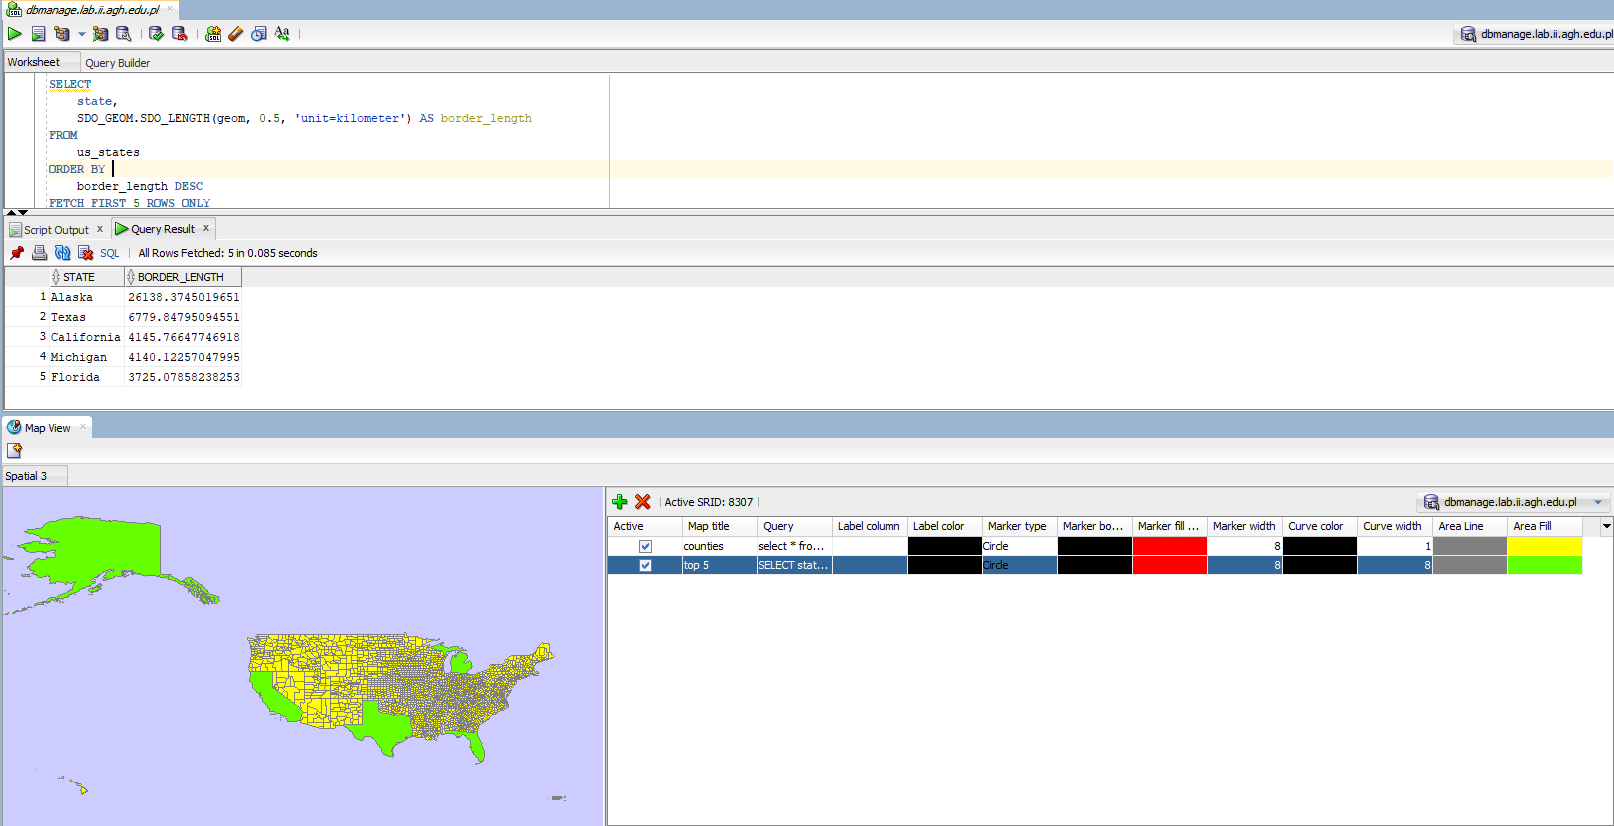 dbmanage.lab.ii.agh.edu.pl
dbmanage.lab.ii.agh.edu.pl
Worksheet Query Builder
SELECT
state,
SDO_GEOM.SDO_LENGTH(geom, 0.5, 'unit=kilometer') AS border_length
FROM
us_states
ORDER BY
border_length DESC
FETCH FIRST 5 ROWS ONLY
Script Output x Query Result x
SQL | All Rows Fetched: 5 in 0.085 seconds
STATE BORDER_LENGTH
1 Alaska 26138.3745019651
2 Texas 6779.84795094551
3 California 4145.76647746918
4 Michigan 4140.12257047995
5 Florida 3725.07858238253
Map View
Spatial 3
Active SRID: 8307 dbmanage.lab.ii.agh.edu.pl
Active Map title Query Label column Label color Marker type Marker bo... Marker fill ... Marker width Curve color Curve width Area Line Area Fill
counties select * fro... Circle 8 1
top 5 SELECT stat... Circle 8 8